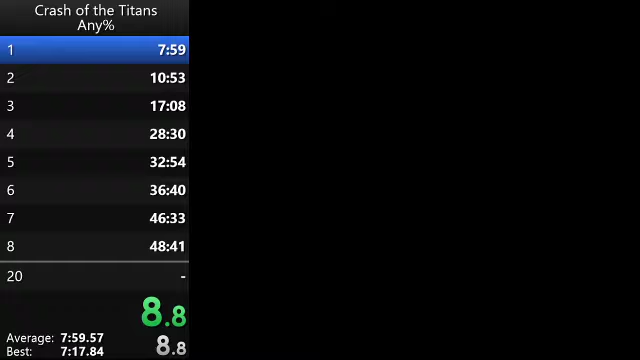 Crash of the Titans
Any%
1 7:59
2 10:53
3 17:08
4 28:30
5 32:54
6 36:40
7 46:33
8 48:41
20 -
8.8
Average: 7:59.57
Best: 7:17.84
8.8